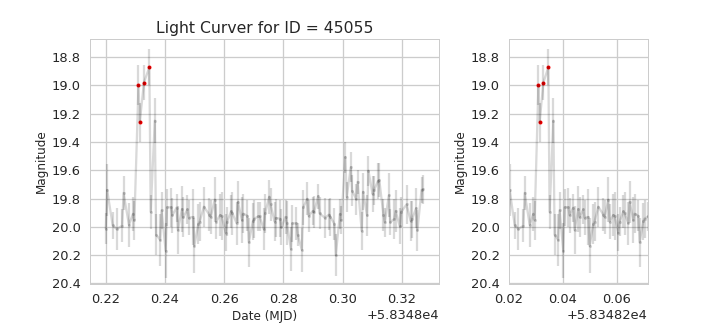 Light Curver for ID = 45055
Magnitude
18.8
19.0
19.2
19.4
19.6
19.8
20.0
20.2
20.4
0.22 0.24 0.26 0.28 0.30 0.32
Date (MJD)
+5.8348e4
Magnitude
18.8
19.0
19.2
19.4
19.6
19.8
20.0
20.2
20.4
0.02 0.04 0.06
+5.83482e4